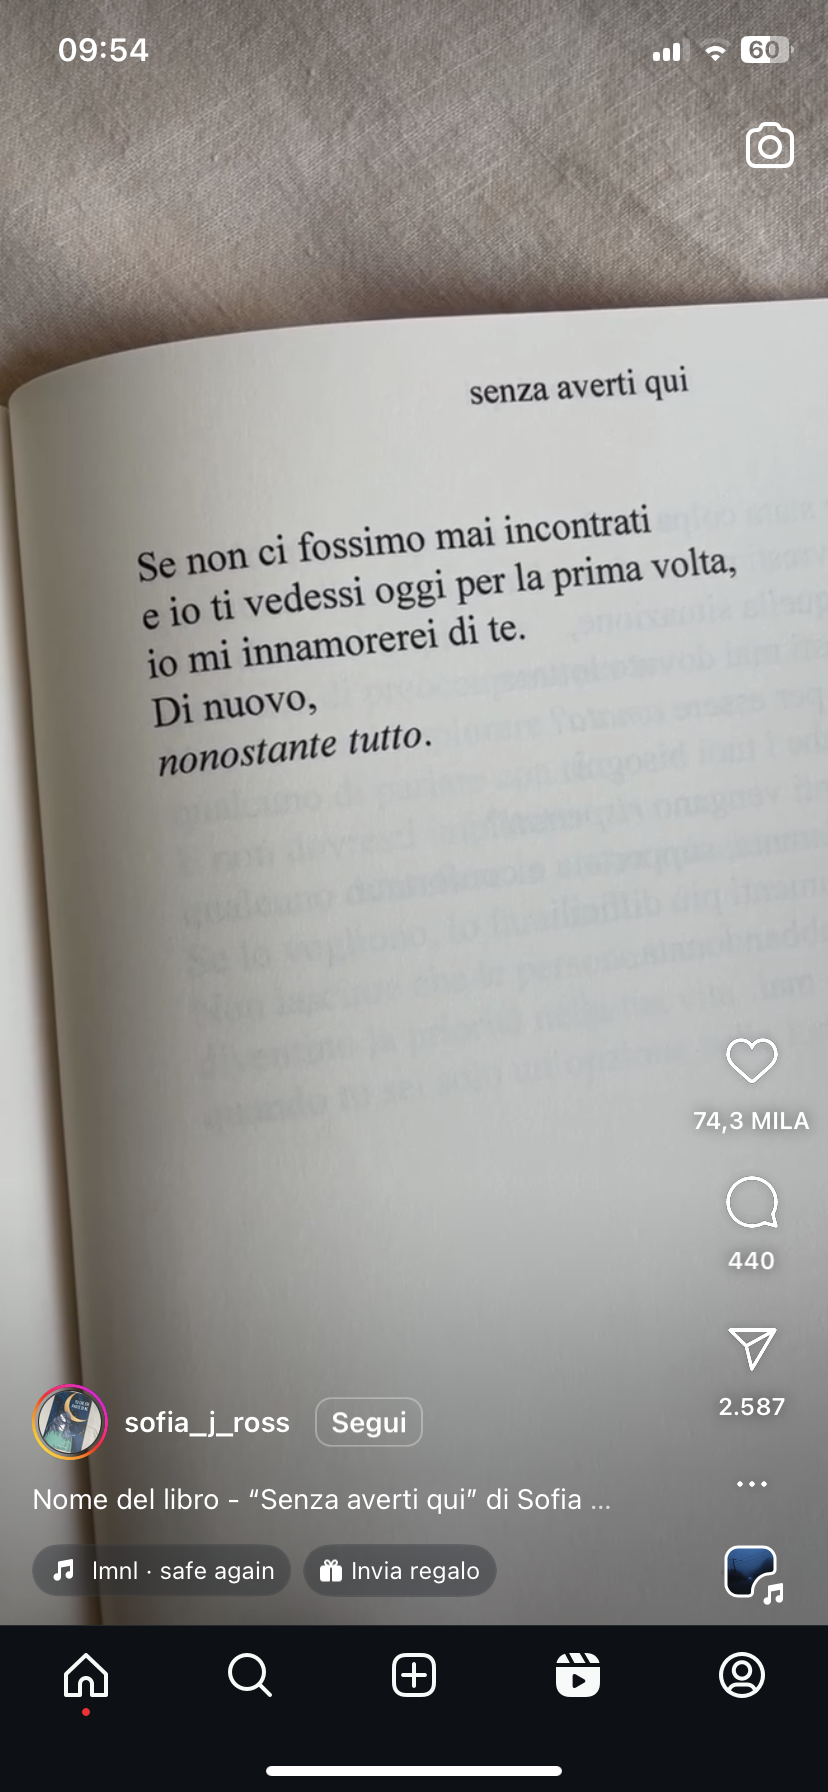 09:54
60
senza averti qui
Se non ci fossimo mai incontrati
e io ti vedessi oggi per la prima volta,
io mi innamorerei di te.
Di nuovo,
nonostante tutto.
74,3 MILA
440
2.587
sofia_j_ross
Segui
Nome del libro - “Senza averti qui” di Sofia ...
lmnl · safe again
Invia regalo